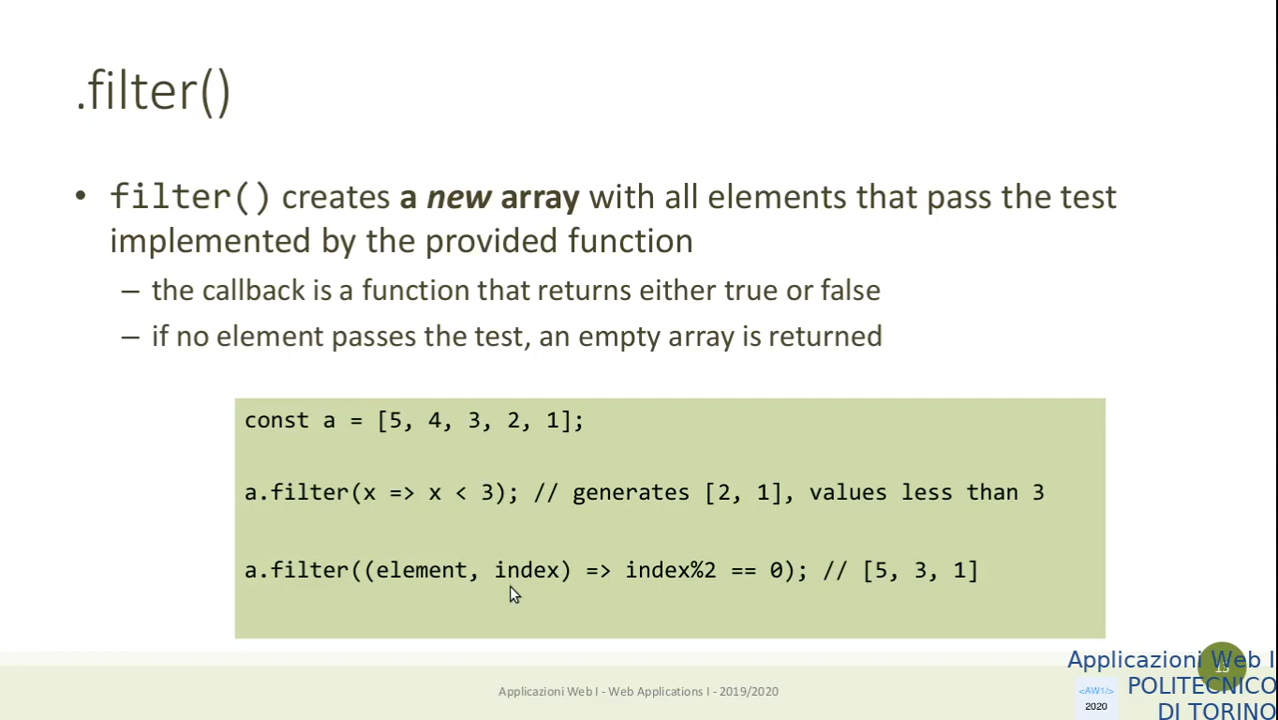 .filter()
• filter() creates a new array with all elements that pass the test
implemented by the provided function
– the callback is a function that returns either true or false
– if no element passes the test, an empty array is returned
const a = [5, 4, 3, 2, 1];
a.filter(x => x < 3); // generates [2, 1], values less than 3
a.filter((element, index) => index%2 == 0); // [5, 3, 1]
Applicazioni Web I - Web Applications I - 2019/2020
Applicazioni Web I
POLITECNICO
DI TORINO
<AW1/>
2020